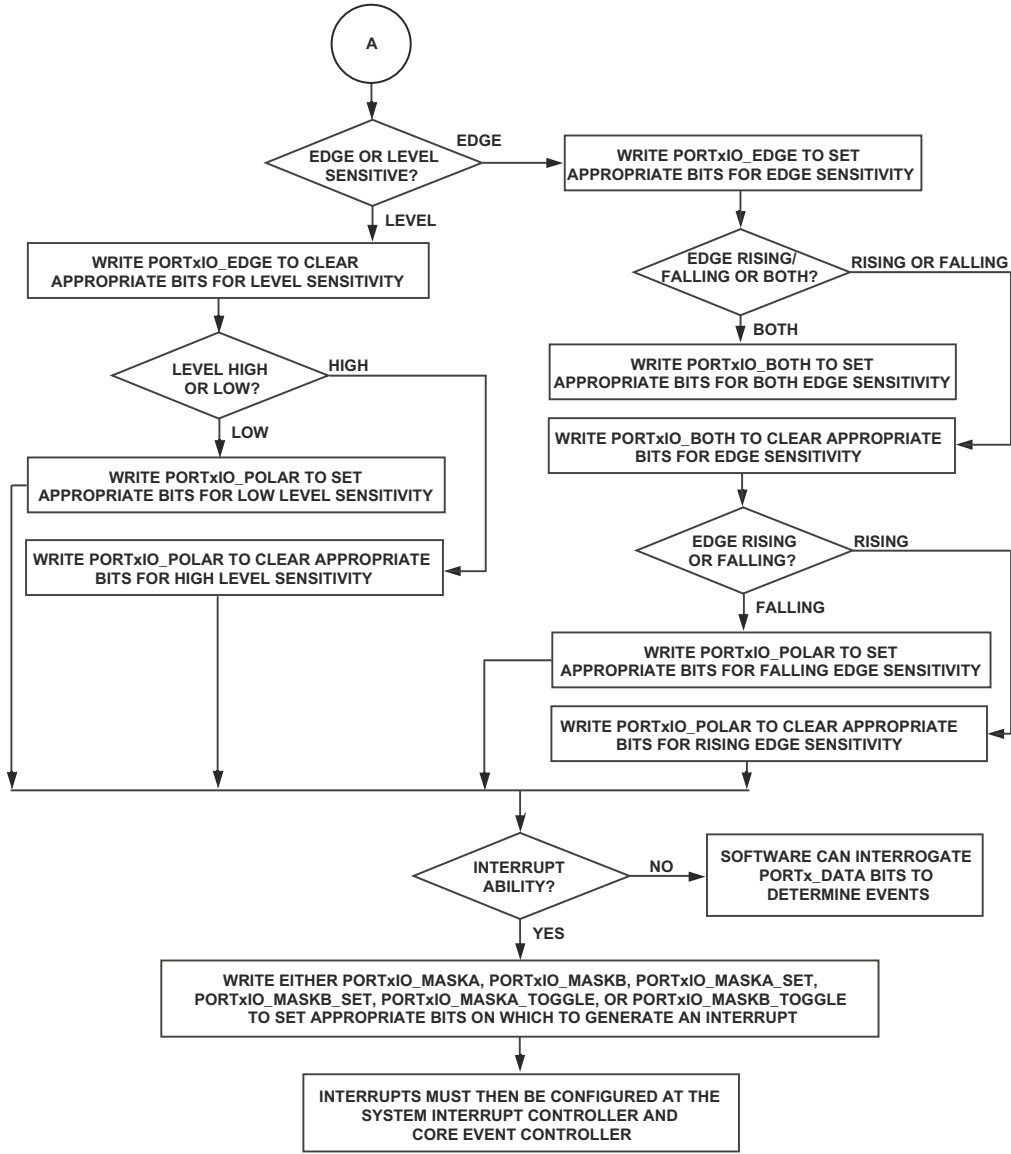 A
EDGE OR LEVEL
SENSITIVE?
EDGE
WRITE PORTxIO_EDGE TO SET
APPROPRIATE BITS FOR EDGE SENSITIVITY
LEVEL
WRITE PORTxIO_EDGE TO CLEAR
APPROPRIATE BITS FOR LEVEL SENSITIVITY
EDGE RISING/
FALLING OR BOTH?
RISING OR FALLING
BOTH
LEVEL HIGH
OR LOW?
HIGH
LOW
WRITE PORTxIO_BOTH TO SET
APPROPRIATE BITS FOR BOTH EDGE SENSITIVITY
WRITE PORTxIO_BOTH TO CLEAR APPROPRIATE
BITS FOR EDGE SENSITIVITY
WRITE PORTxIO_POLAR TO SET
APPROPRIATE BITS FOR LOW LEVEL SENSITIVITY
WRITE PORTxIO_POLAR TO CLEAR APPROPRIATE
BITS FOR HIGH LEVEL SENSITIVITY
EDGE RISING
OR FALLING?
RISING
FALLING
WRITE PORTxIO_POLAR TO SET
APPROPRIATE BITS FOR FALLING EDGE SENSITIVITY
WRITE PORTxIO_POLAR TO CLEAR APPROPRIATE
BITS FOR RISING EDGE SENSITIVITY
INTERRUPT
ABILITY?
NO
SOFTWARE CAN INTERROGATE
PORTx_DATA BITS TO
DETERMINE EVENTS
YES
WRITE EITHER PORTxIO_MASKA, PORTxIO_MASKB, PORTxIO_MASKA_SET,
PORTxIO_MASKB_SET, PORTxIO_MASKA_TOGGLE, OR PORTxIO_MASKB_TOGGLE
TO SET APPROPRIATE BITS ON WHICH TO GENERATE AN INTERRUPT
INTERRUPTS MUST THEN BE CONFIGURED AT THE
SYSTEM INTERRUPT CONTROLLER AND
CORE EVENT CONTROLLER